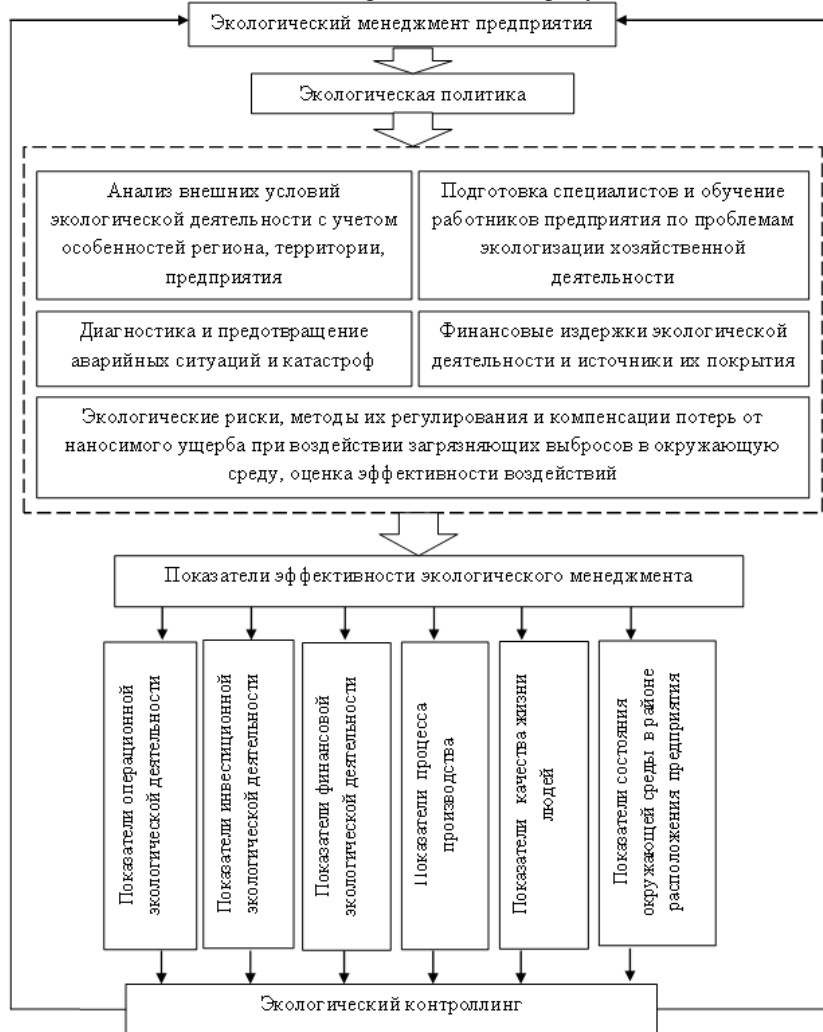 Экологический менеджмент предприятия
Экологическая политика
Анализ внешних условий
экологической деятельности с учетом
особенностей региона, территории,
предприятия
Подготовка специалистов и обучение
работников предприятия по проблемам
экологизации хозяйственной
деятельности
Диагностика и предотвращение
аварийных ситуаций и катастроф
Финансовые издержки экологической
деятельности и источники их покрытия
Экологические риски, методы их регулирования и компенсации потерь от
наносимого ущерба при воздействии загрязняющих выбросов в окружающую
среду, оценка эффективности воздействий
Показатели эффективности экологического менеджмента
Показатели операционной
экологической деятельности
Показатели инвестиционной
экологической деятельности
Показатели финансовой
экологической деятельности
Показатели процесса
производства
Показатели качества жизни
людей
Показатели состояния
окружающей среды в районе
расположения предприятия
Экологический контроллинг